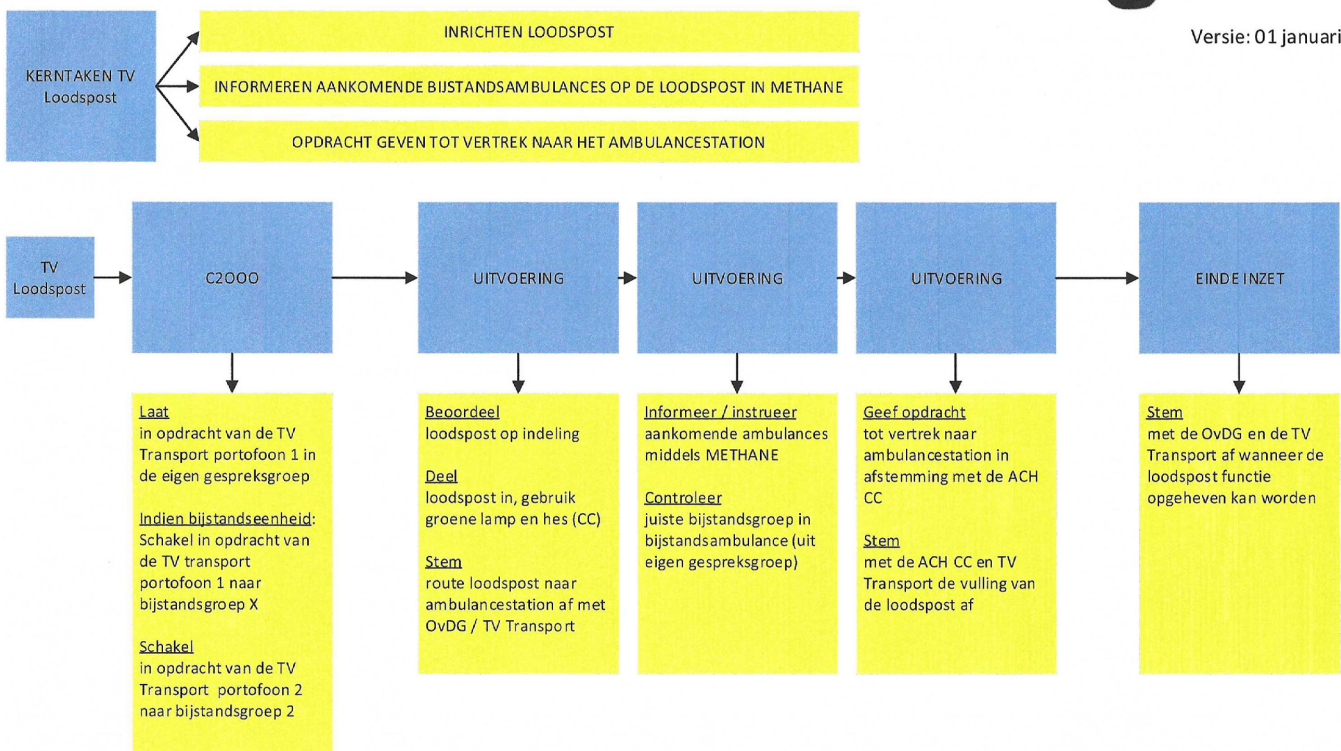 Versie: 01 januari
KERNTAKEN TV
Loodspost
INRICHTEN LOODSPOST
INFORMEREN AANKOMENDE BIJSTANDSAMBULANCES OP DE LOODSPOST IN METHANE
OPDRACHT GEVEN TOT VERTREK NAAR HET AMBULANCESTATION
TV
Loodspost
C2OOO
UITVOERING
UITVOERING
UITVOERING
EINDE INZET
Laat
in opdracht van de TV
Transport portofoon 1 in
de eigen gespreksgroep
Indien bijstandseenheid:
Schakel in opdracht van
de TV transport
portofoon 1 naar
bijstandsgroep X
Schakel
in opdracht van de TV
Transport portofoon 2
naar bijstandsgroep 2
Beoordeel
loodspost op indeling
Deel
loodspost in, gebruik
groene lamp en hes (CC)
Stem
route loodspost naar
ambulancestation af met
OvDG / TV Transport
Informeer / instrueer
aankomende ambulances
middels METHANE
Controleer
juiste bijstandsgroep in
bijstandsambulance (uit
eigen gespreksgroep)
Geef opdracht
tot vertrek naar
ambulancestation in
afstemming met de ACH
CC
Stem
met de ACH CC en TV
Transport de vulling van
de loodspost af
Stem
met de OvDG en de TV
Transport af wanneer de
loodspost functie
opgeheven kan worden